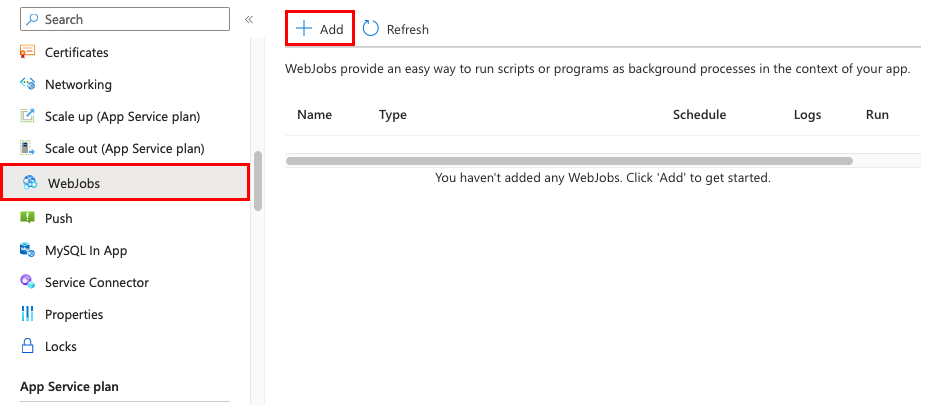 Search
«
Certificates
Networking
Scale up (App Service plan)
Scale out (App Service plan)
WebJobs
Push
MySQL In App
Service Connector
Properties
Locks
App Service plan
Add
Refresh
WebJobs provide an easy way to run scripts or programs as background processes in the context of your app.
Name Type Schedule Logs Run
You haven't added any WebJobs. Click 'Add' to get started.